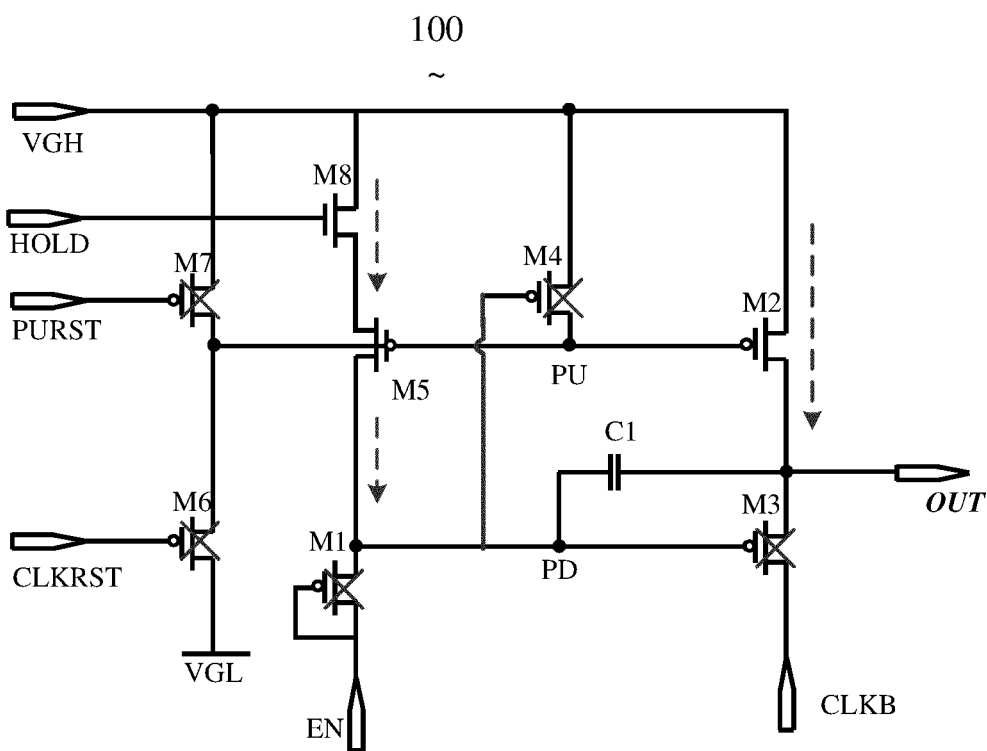 100
~
VGH
M8
HOLD
M7
M4
PURST
M2
PU
M5
C1
M6
OUT
M3
M1
CLKRST
PD
VGL
EN
CLKB